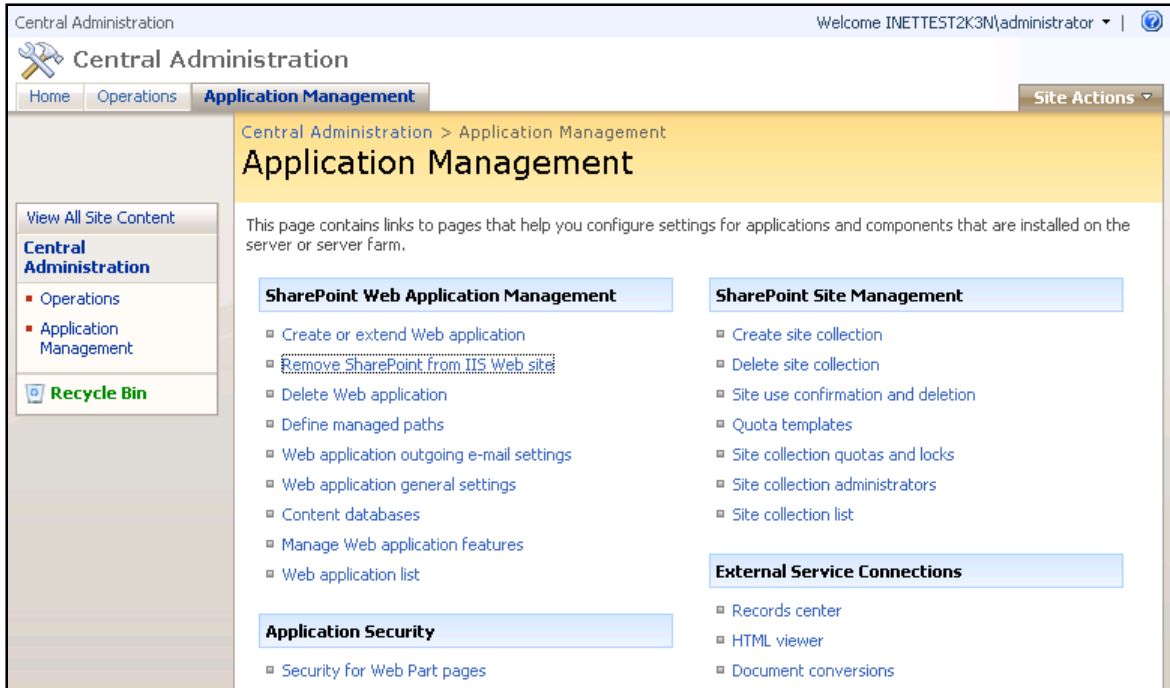 Central Administration
Welcome INETTEST2K3N\administrator
Central Administration
Home
Operations
Application Management
Site Actions
Central Administration > Application Management
Application Management
View All Site Content
Central
Administration
Operations
Application
Management
Recycle Bin
This page contains links to pages that help you configure settings for applications and components that are installed on the
server or server farm.
SharePoint Web Application Management
Create or extend Web application
Remove SharePoint from IIS Web site
Delete Web application
Define managed paths
Web application outgoing e-mail settings
Web application general settings
Content databases
Manage Web application features
Web application list
Application Security
Security for Web Part pages
SharePoint Site Management
Create site collection
Delete site collection
Site use confirmation and deletion
Quota templates
Site collection quotas and locks
Site collection administrators
Site collection list
External Service Connections
Records center
HTML viewer
Document conversions